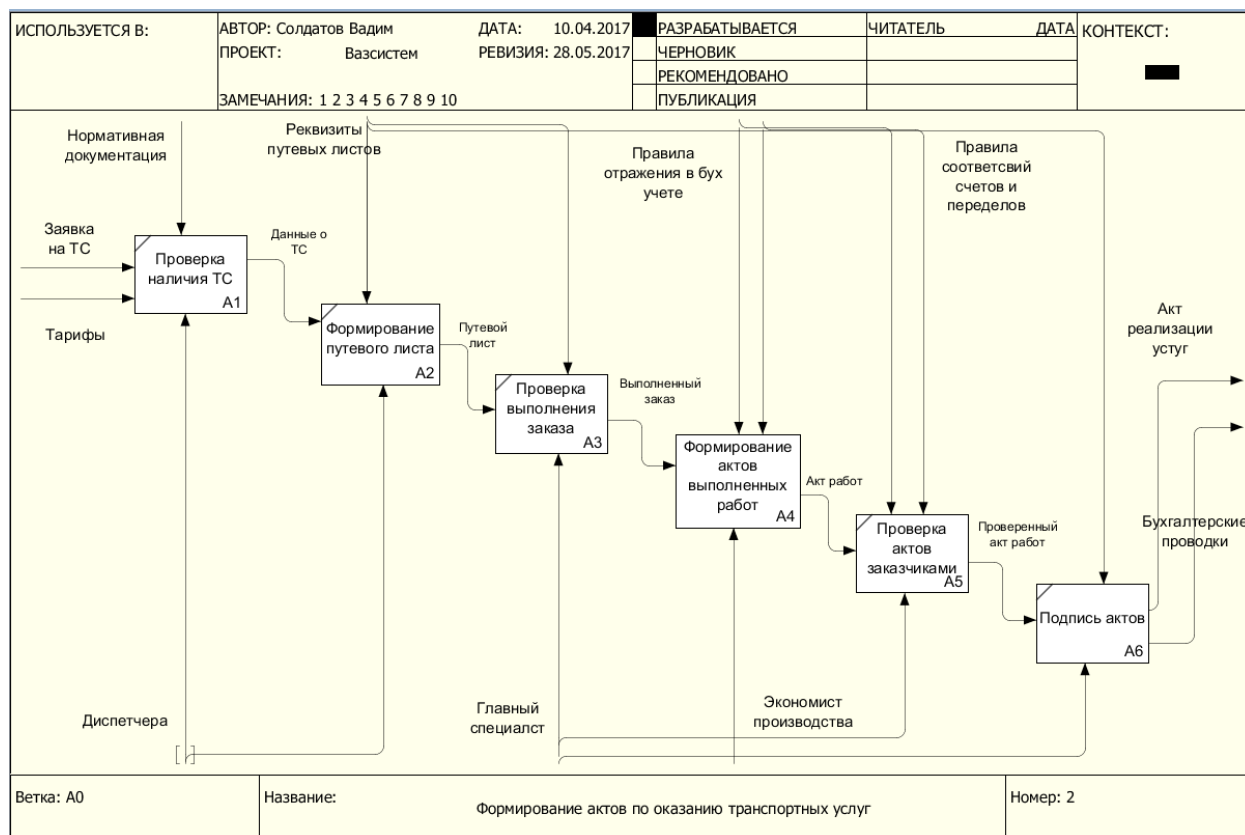 ИСПОЛЬЗУЕТСЯ В:
АВТОР: Солдатов Вадим
ДАТА: 10.04.2017
ПРОЕКТ: Вазсистем
РЕВИЗИЯ: 28.05.2017
ЗАМЕЧАНИЯ: 1 2 3 4 5 6 7 8 9 10
РАЗРАБАТЫВАЕТСЯ
ЧЕРНОВИК
РЕКОМЕНДОВАНО
ПУБЛИКАЦИЯ
ЧИТАТЕЛЬ
ДАТА
КОНТЕКСТ:
Нормативная
документация
Реквизиты
путевых листов
Правила
отражения в бух
учете
Правила
соответсвий
счетов и
переделов
Заявка
на ТС
Тарифы
Проверка
наличия ТС
A1
Данные о
ТС
Формирование
путевого листа
A2
Путевой
лист
Проверка
выполнения
заказа
A3
Выполненный
заказ
Формирование
актов
выполненных
работ
A4
Акт работ
Проверка
актов
заказчиками
A5
Проверенный
акт работ
Подпись актов
A6
Акт
реализации
устуг
Бухгалтерские
проводки
Диспетчера
Главный
специалст
Экономист
производства
Ветка: A0
Название:
Формирование актов по оказанию транспортных услуг
Номер: 2